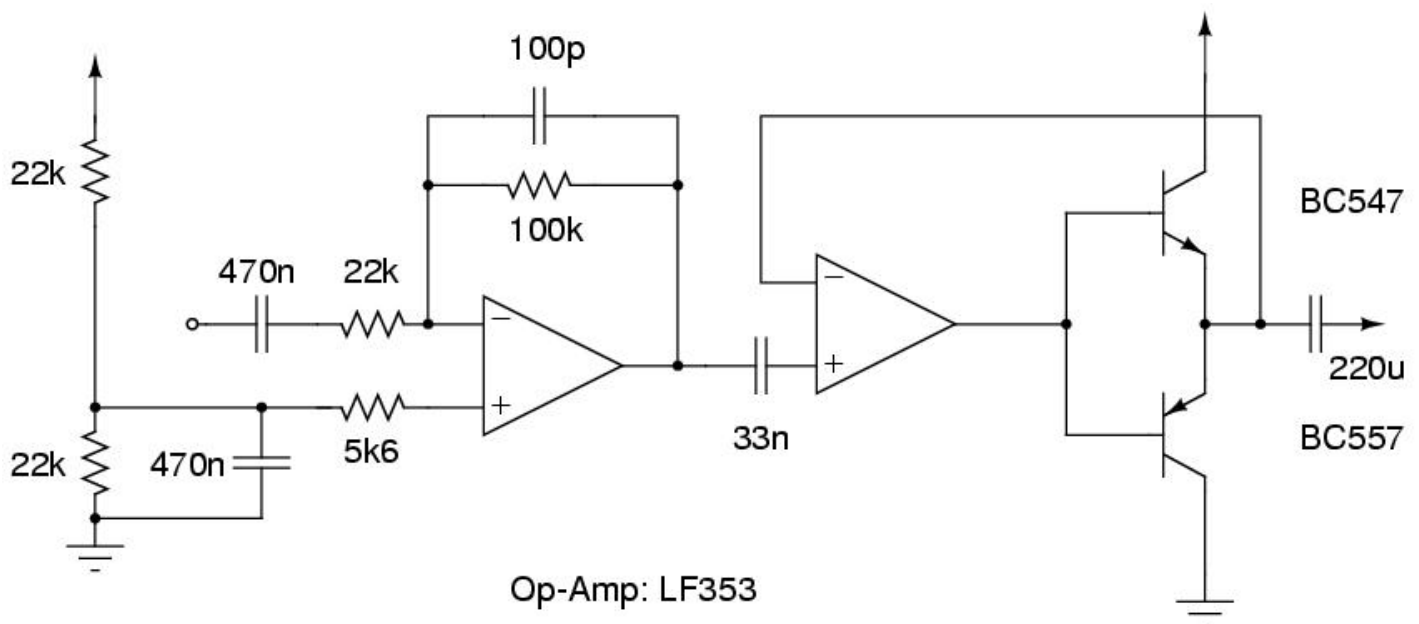 100p
22k
100k
BC547
470n
22k
−
−
+
+
220u
5k6
33n
22k
470n
BC557
Op-Amp: LF353